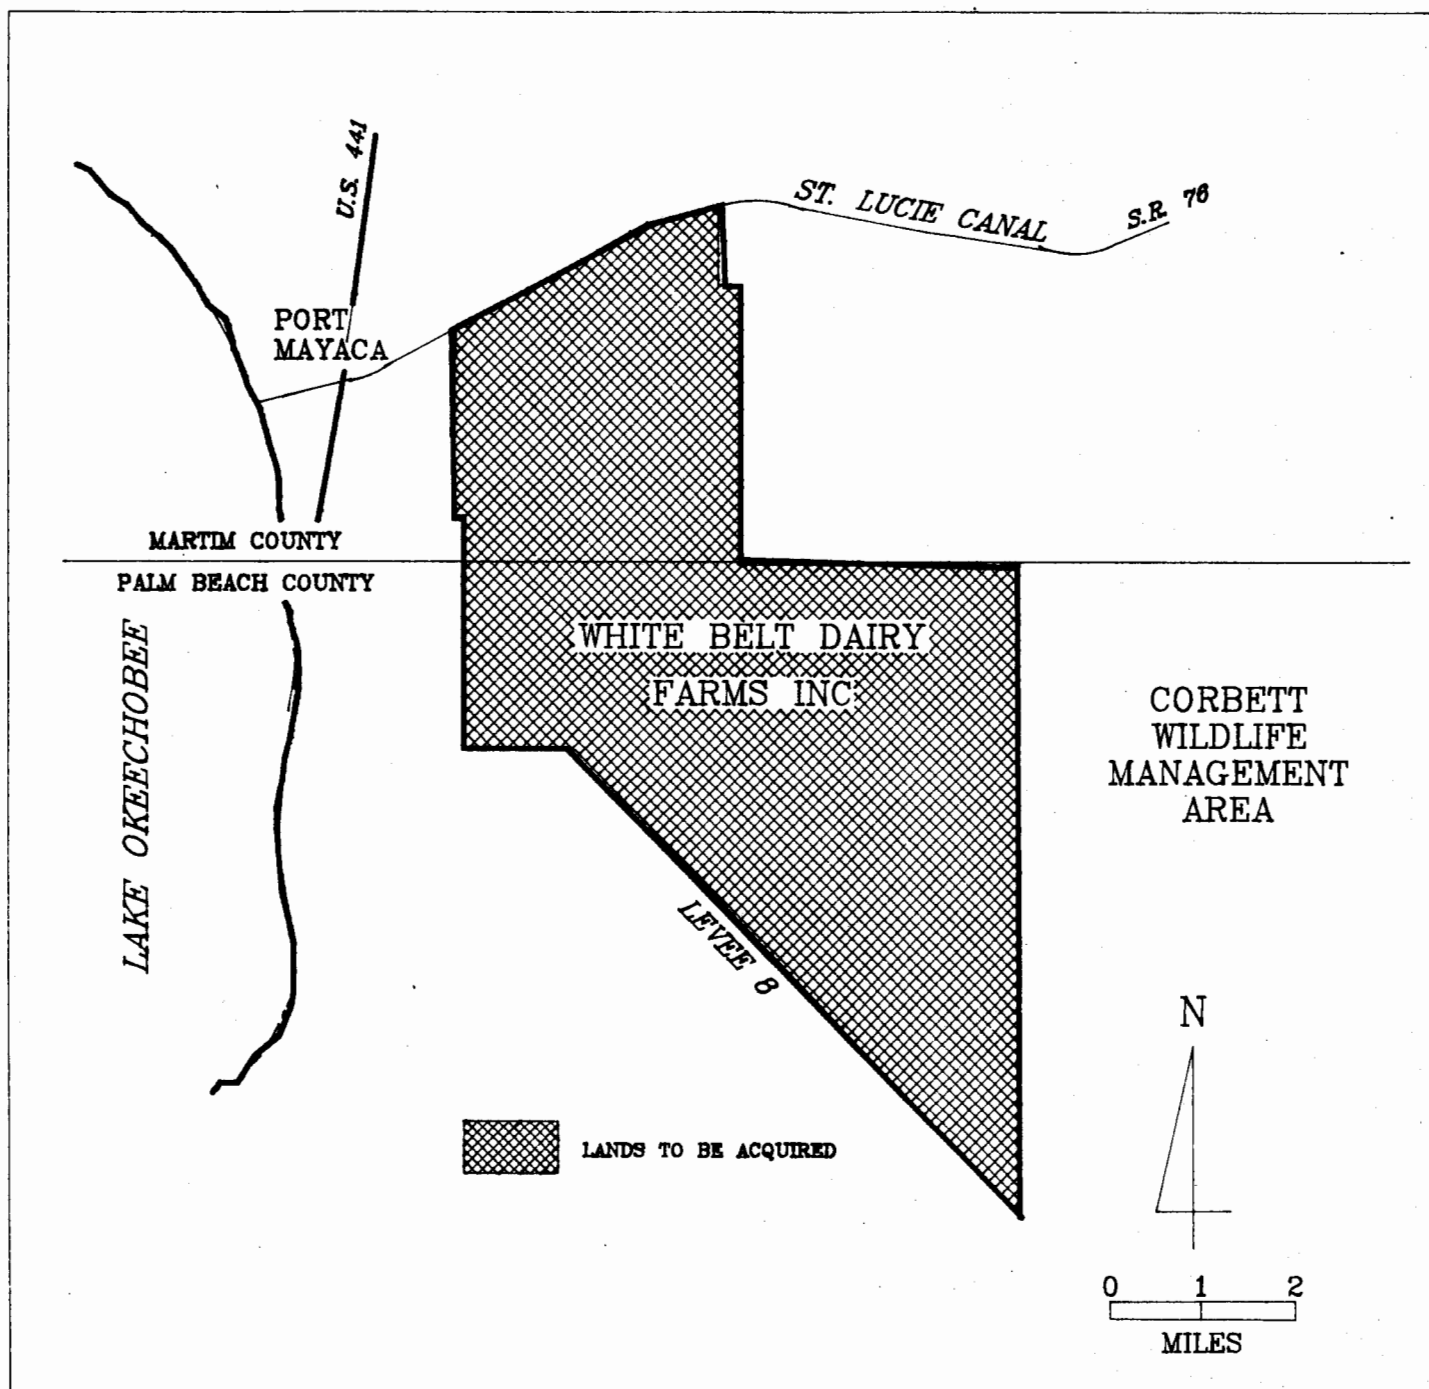 U.S. 441
ST. LUCIE CANAL
S.R. 76
PORT
MAYACA
MARTIM COUNTY
PALM BEACH COUNTY
LAKE OKEECHOBEE
WHITE BELT DAIRY
FARMS INC
CORBETT
WILDLIFE
MANAGEMENT
AREA
LEVEE 8
N
LANDS TO BE ACQUIRED
0 1 2
MILES